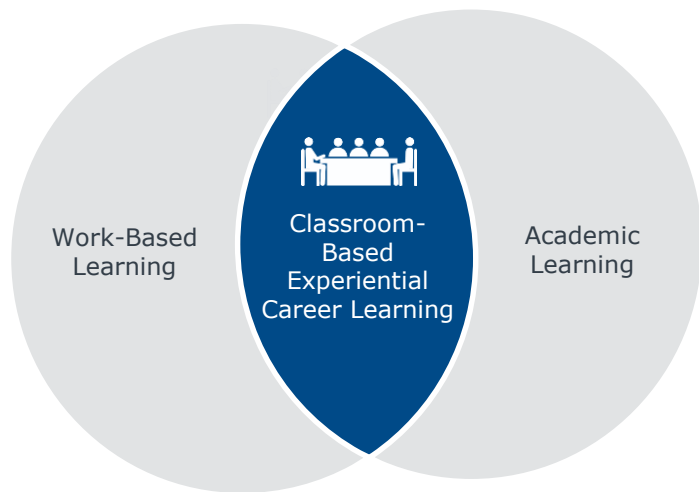 Work-Based
Learning
Classroom-
Based
Experiential
Career Learning
Academic
Learning